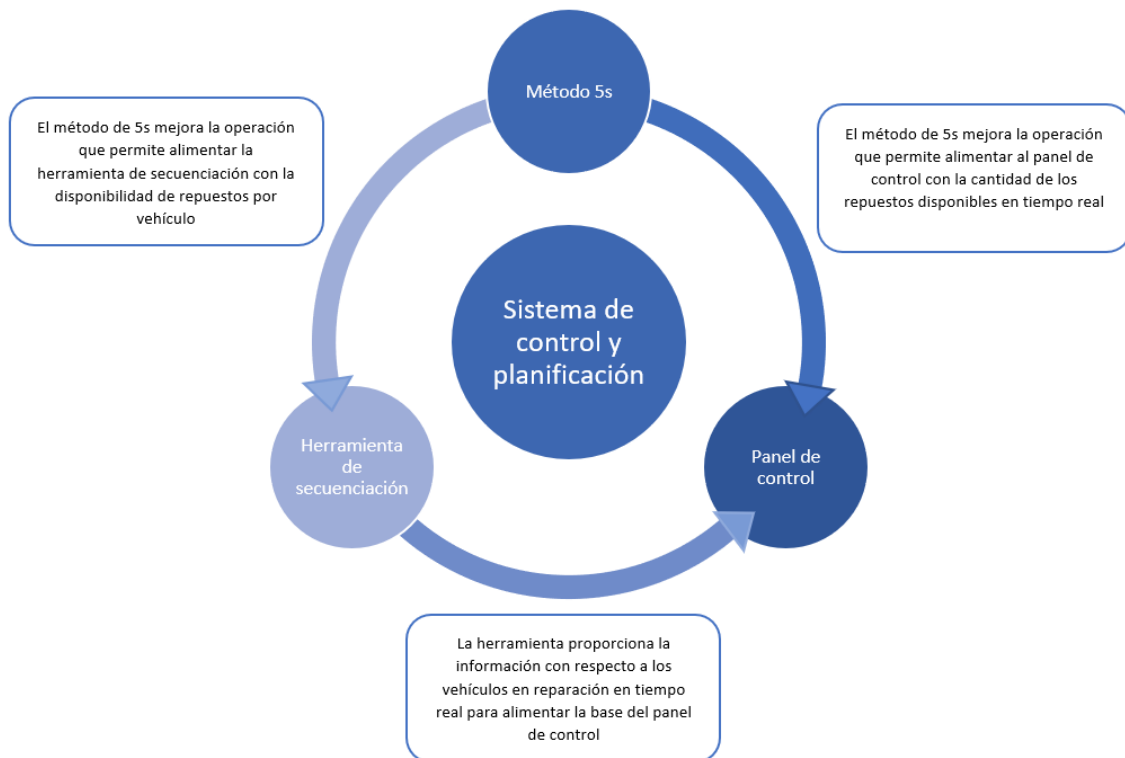 Método 5s
El método de 5s mejora la operación
que permite alimentar la
herramienta de secuenciación con la
disponibilidad de repuestos por
vehículo
El método de 5s mejora la operación
que permite alimentar al panel de
control con la cantidad de los
repuestos disponibles en tiempo real
Sistema de
control y
planificación
Herramienta
de
secuenciación
Panel de
control
La herramienta proporciona la
información con respecto a los
vehículos en reparación en tiempo
real para alimentar la base del panel
de control